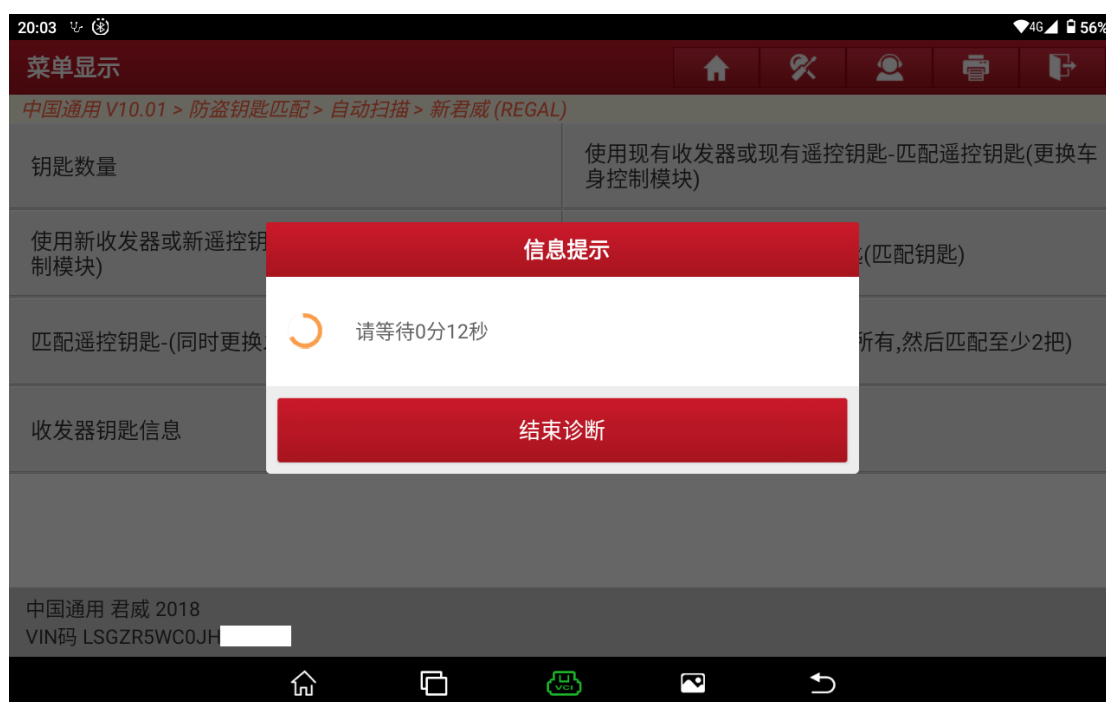 20:03
4G 56%
菜单显示
中国通用 V10.01 > 防盗钥匙匹配 > 自动扫描 > 新君威 (REGAL)
钥匙数量
使用现有收发器或现有遥控钥匙-匹配遥控钥匙(更换车
身控制模块)
使用新收发器或新遥控钥
制模块)
(匹配钥匙)
信息提示
请等待0分12秒
匹配遥控钥匙-(同时更换
所有,然后匹配至少2把)
收发器钥匙信息
结束诊断
中国通用 君威 2018
VIN码 LSGZR5WC0JH
VCI